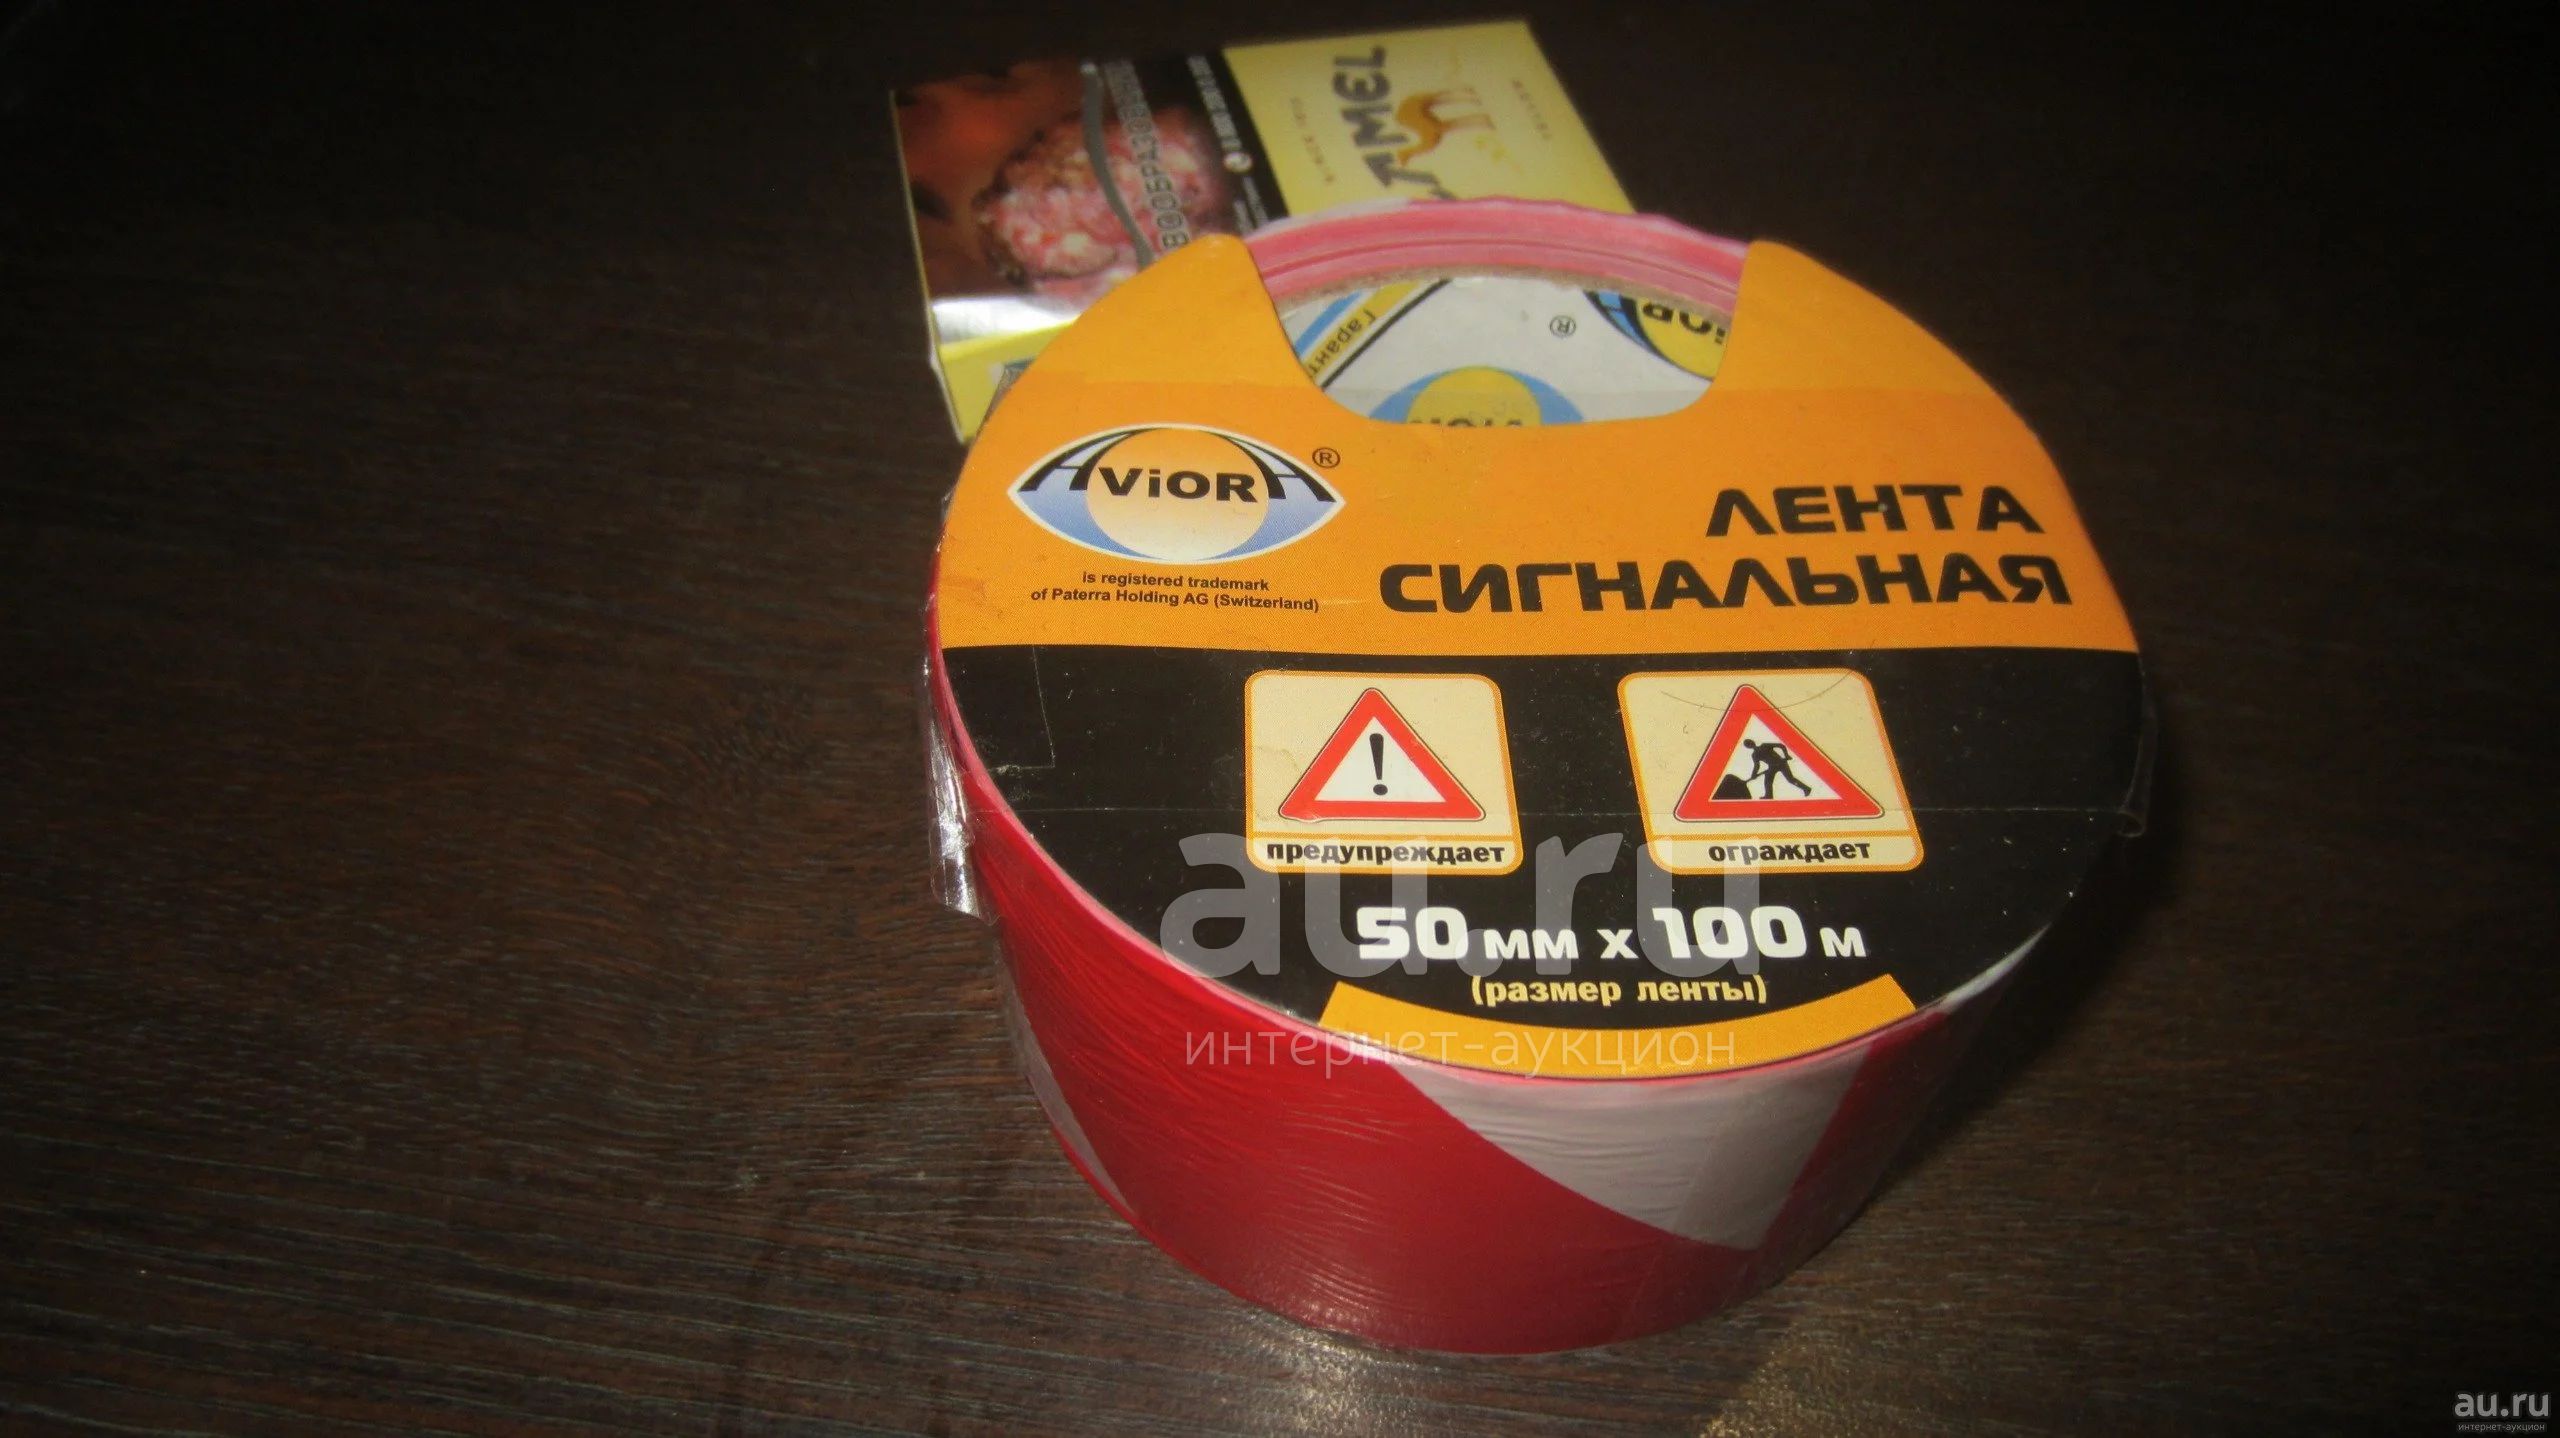 CAMEL
AViORA®
is registered trademark
of Paterra Holding AG (Switzerland)
®
ViOR
ЛЕНТА
СИГНАЛЬНАЯ
предупреждает
ограждает
50 мм x 100 м
(размер ленты)
au.ru
интернет-аукцион
au.ru
интернет-аукцион